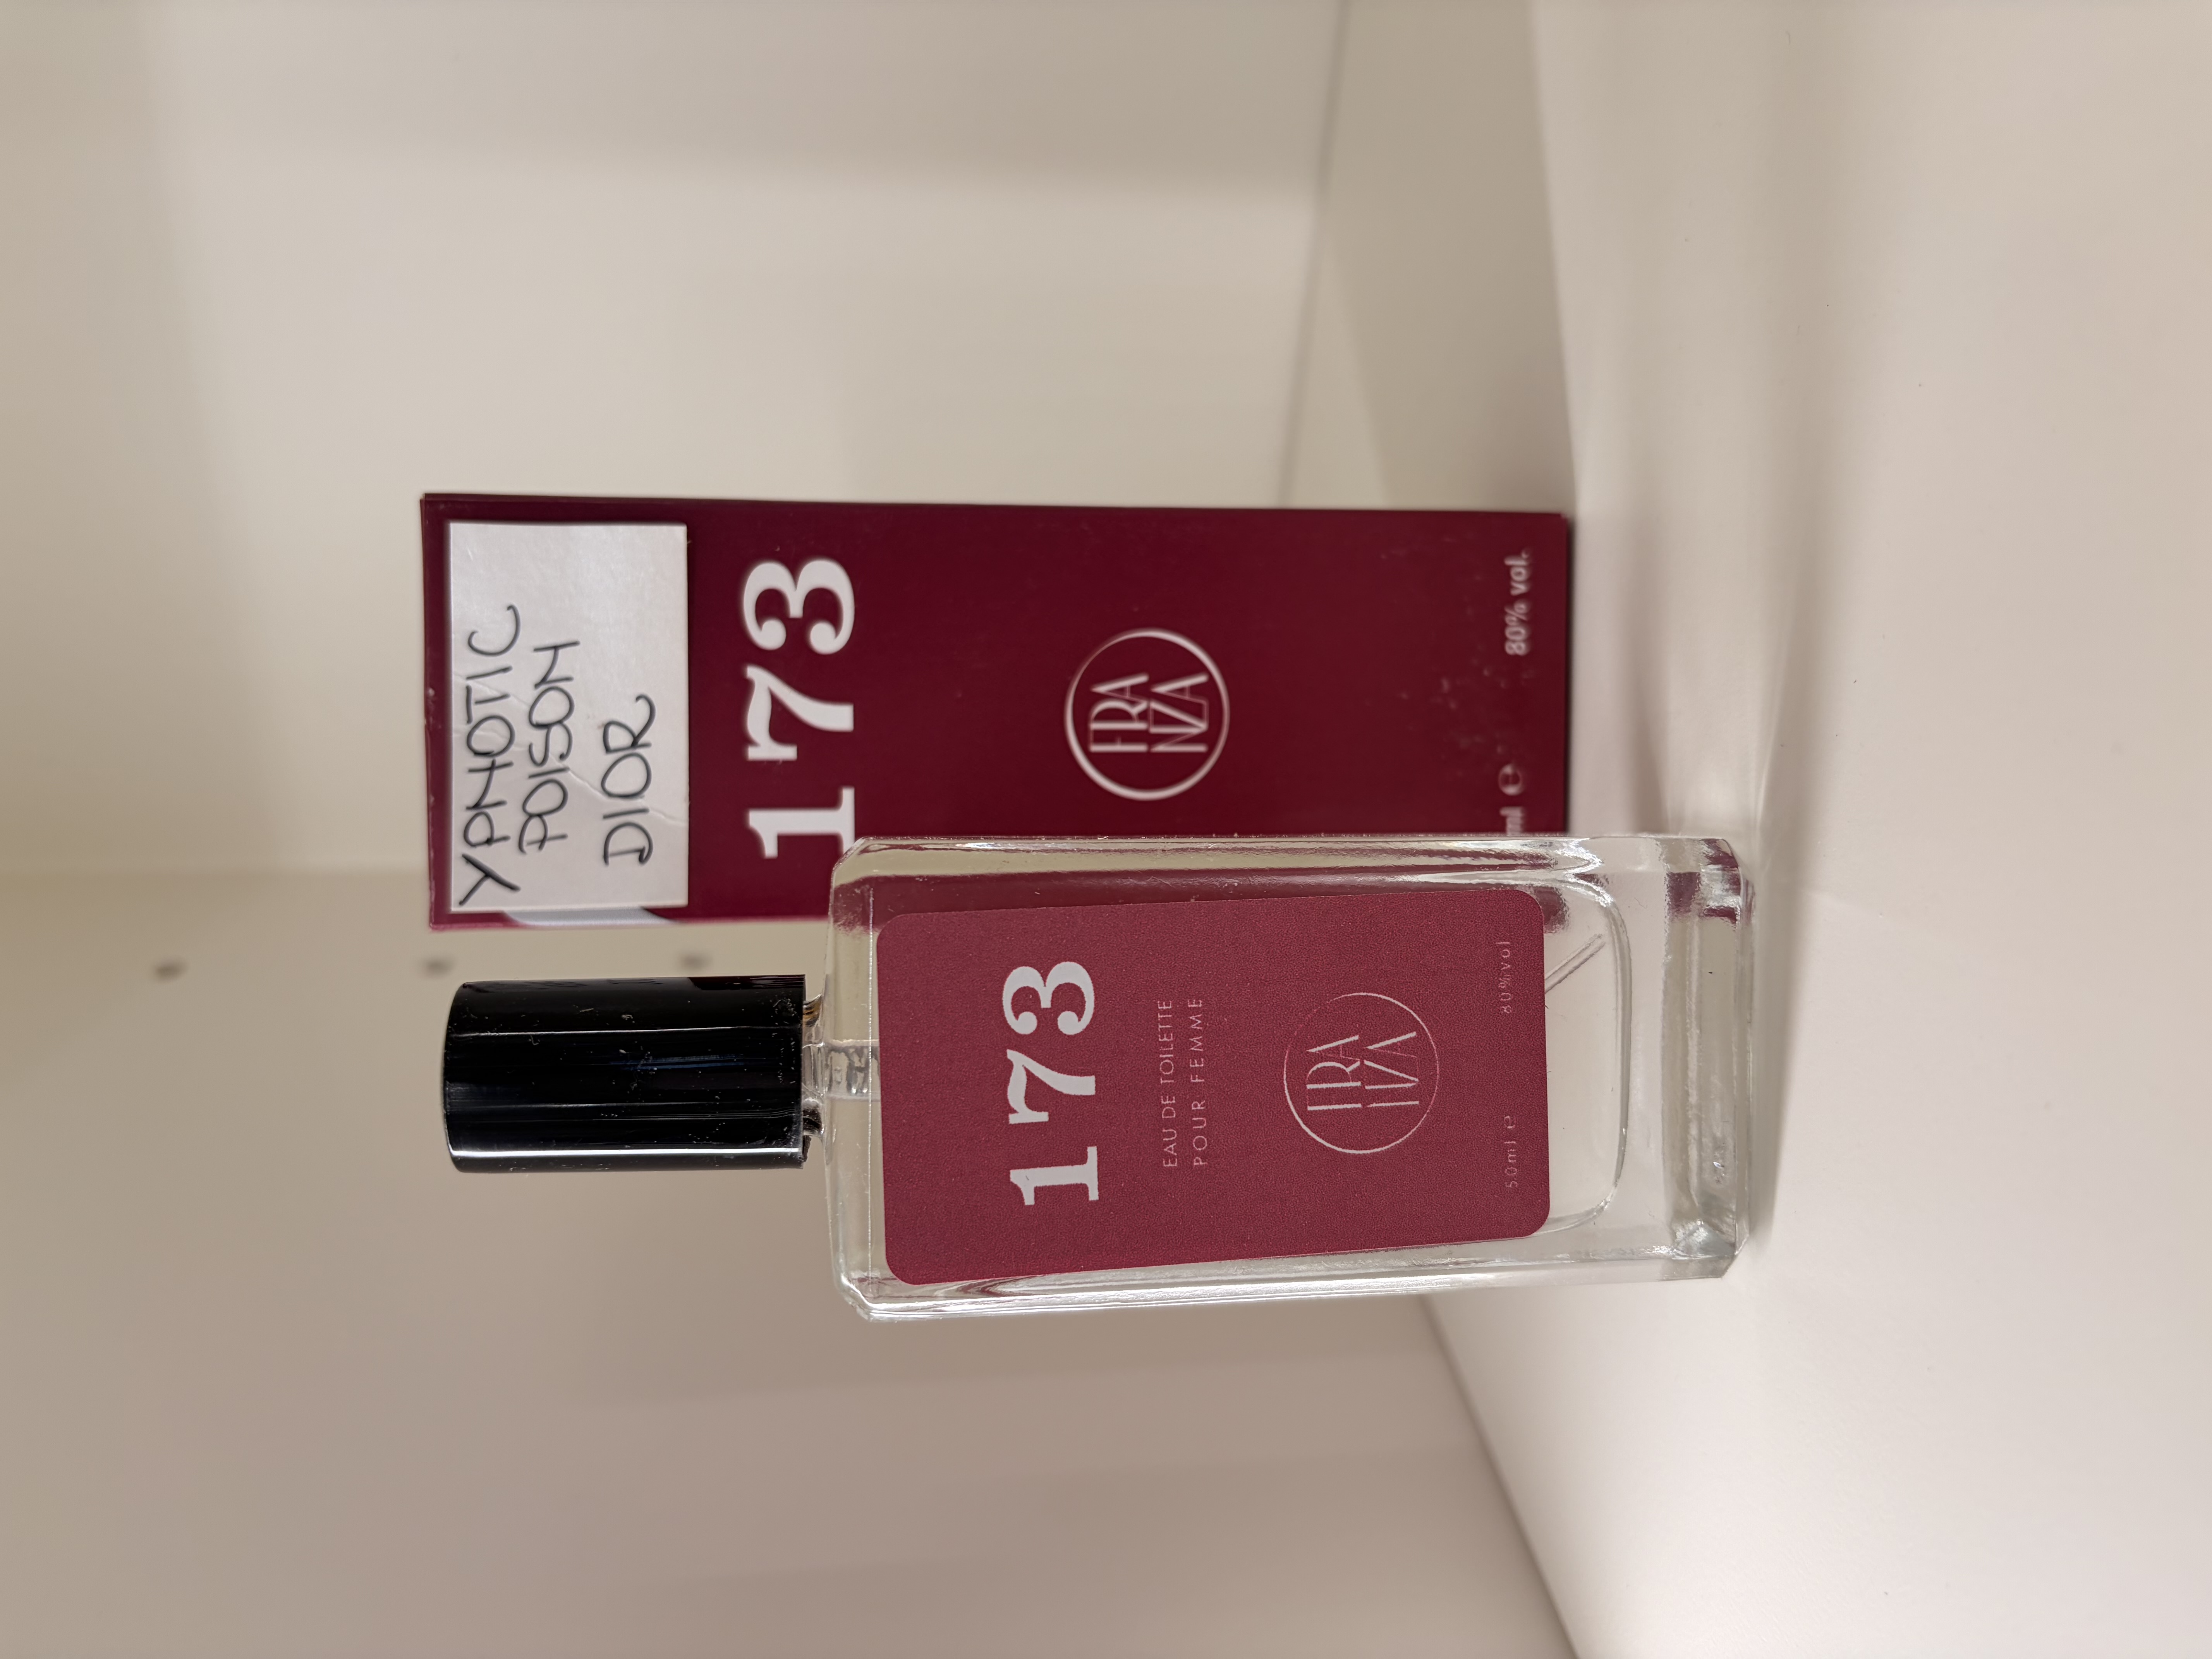 YPNOTIC
POISON
DIOR
173
FRA
NZA
ml ℮
80% vol.
173
EAU DE TOILETTE
POUR FEMME
FRA
NZA
50ml ℮
80%vol